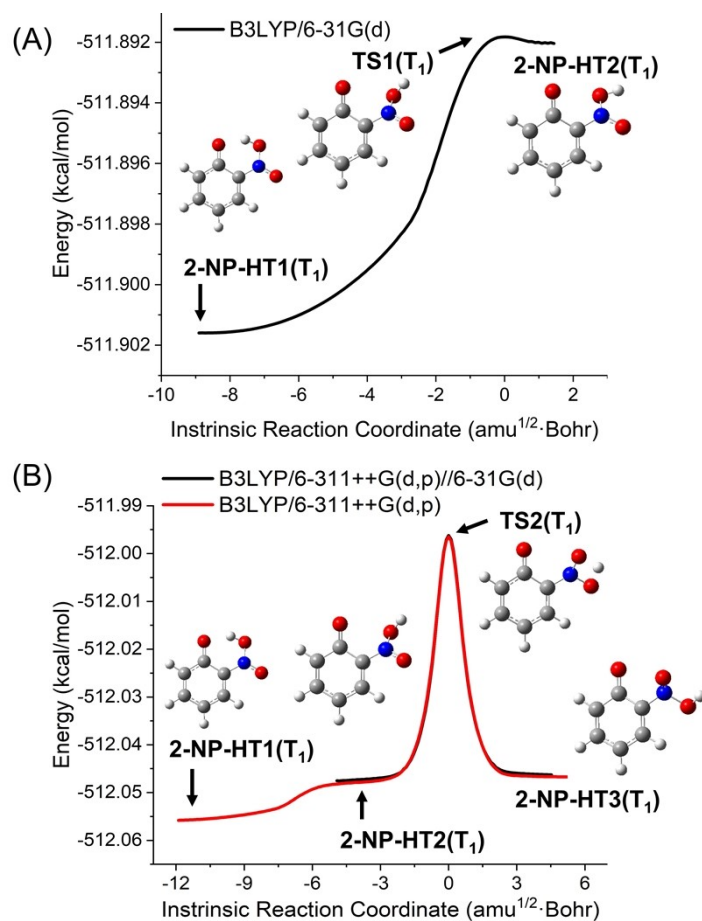 (A)
B3LYP/6-31G(d)
TS1(T1)
2-NP-HT2(T1)
2-NP-HT1(T1)
Energy (kcal/mol)
-511.892
-511.894
-511.896
-511.898
-511.900
-511.902
-10 -8 -6 -4 -2 0 2
Instrinsic Reaction Coordinate (amu1/2·Bohr)
(B)
B3LYP/6-311++G(d,p)//6-31G(d)
B3LYP/6-311++G(d,p)
TS2(T1)
2-NP-HT1(T1)
2-NP-HT2(T1)
2-NP-HT3(T1)
Energy (kcal/mol)
-511.99
-512.00
-512.01
-512.02
-512.03
-512.04
-512.05
-512.06
-12 -9 -6 -3 0 3 6
Instrinsic Reaction Coordinate (amu1/2·Bohr)